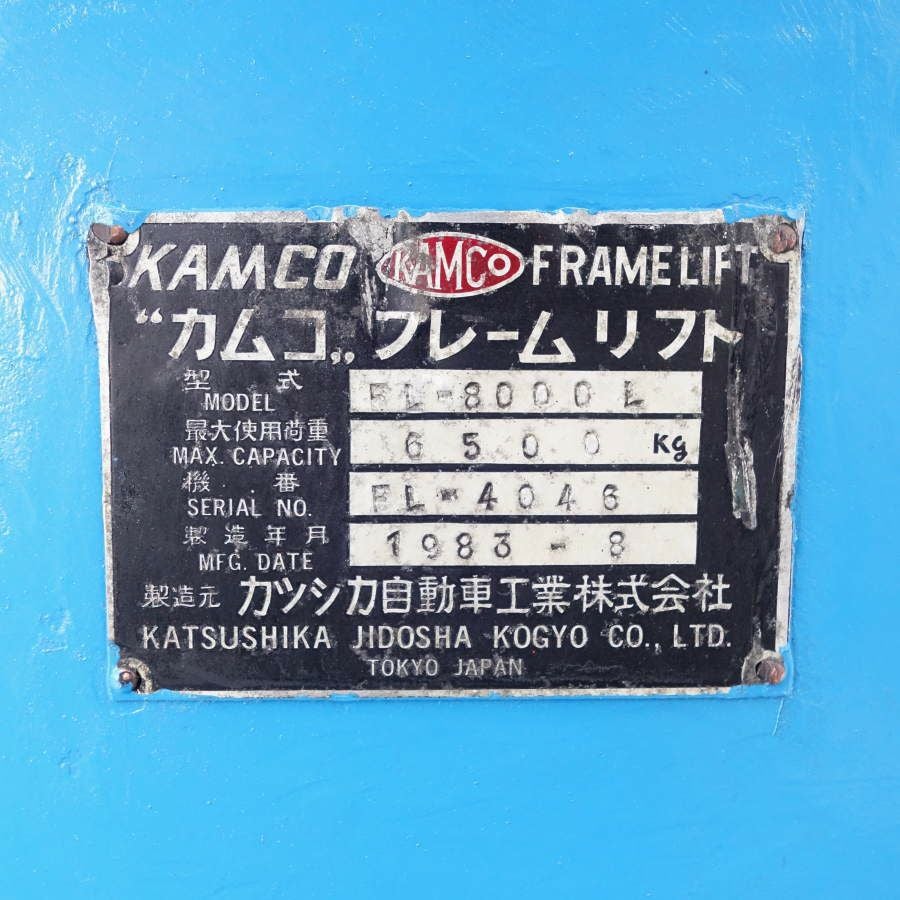 KAMCO KAMCO FRAME LIFT
“カムコ„ フレーム リフト
型式 FL-8000L
MODEL
最大使用荷重 6500 Kg
MAX. CAPACITY
機番 FL-4046
SERIAL NO.
製造年月 1983-8
MFG. DATE
製造元 カツシカ自動車工業株式会社
KATSUSHIKA JIDOSHA KOGYO CO., LTD.
TOKYO JAPAN